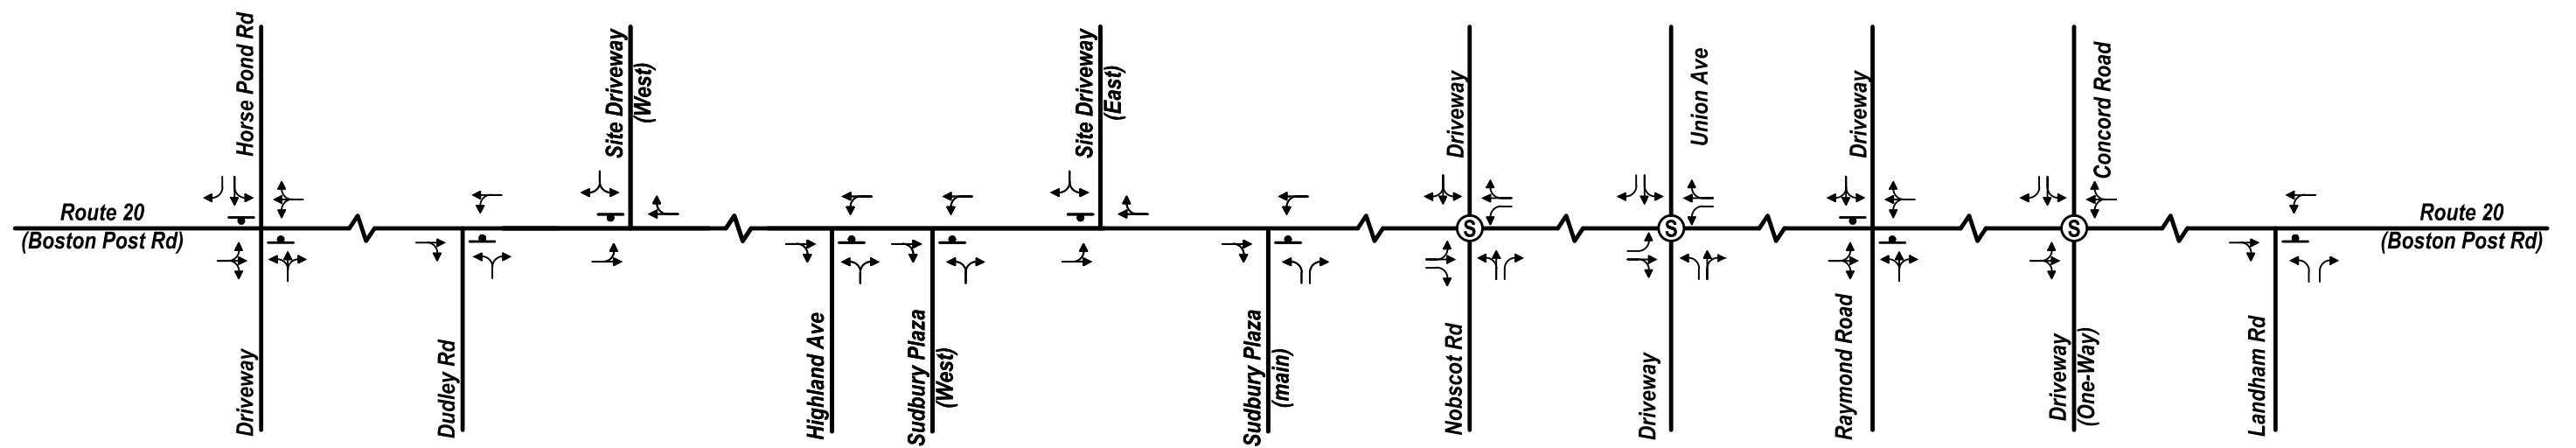 Route 20
(Boston Post Rd)
Horse Pond Rd
Driveway
Dudley Rd
Site Driveway
(West)
Highland Ave
Sudbury Plaza
(West)
Site Driveway
(East)
Sudbury Plaza
(main)
Driveway
S
Nobscot Rd
Union Ave
S
Driveway
Driveway
Raymond Road
Concord Road
S
Driveway
(One-Way)
Landham Rd
Route 20
(Boston Post Rd)